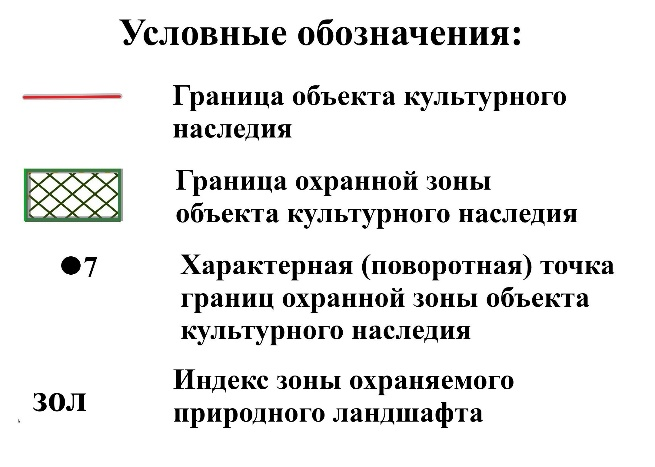 Условные обозначения:
Граница объекта культурного
наследия
Граница охранной зоны
объекта культурного наследия
7
Характерная (поворотная) точка
границ охранной зоны объекта
культурного наследия
зол
Индекс зоны охраняемого
природного ландшафта